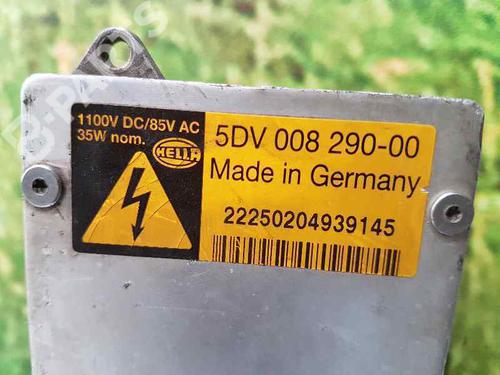 1100V DC/85V AC
35W nom.
HELLA
5DV 008 290-00
Made in Germany
22250204939145